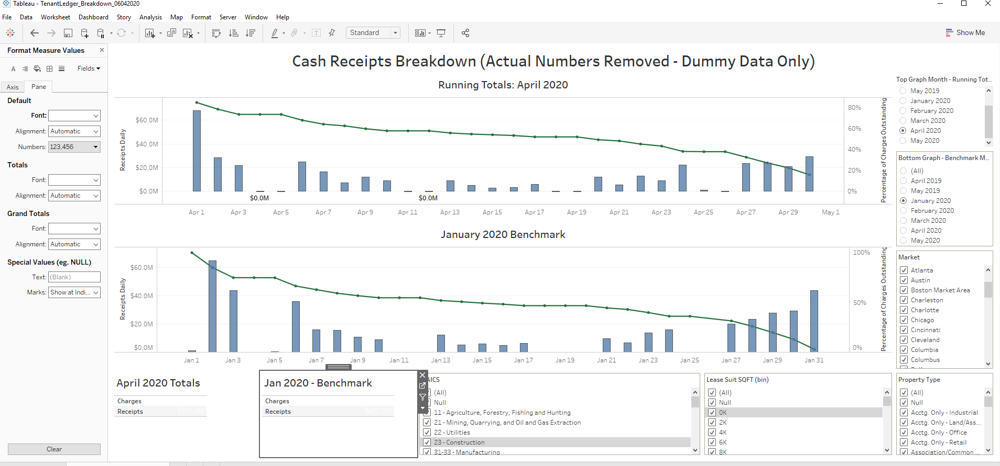 Tableau - TenantLedger_Breakdown_06042020
File Data Worksheet Dashboard Story Analysis Map Format Server Window Help
Standard
Show Me
Format Measure Values
Fields
Axis Pane
Default
Font:
Alignment: Automatic
Numbers: 123,456
Totals
Font:
Alignment: Automatic
Grand Totals
Font:
Alignment: Automatic
Special Values (eg. NULL)
Text: (Blank)
Marks: Show at Indi...
Clear
Cash Receipts Breakdown (Actual Numbers Removed - Dummy Data Only)
Running Totals: April 2020
Receipts Daily
$60.0M
$40.0M
$20.0M
$0.0M
$0.0M $0.0M
80%
60%
40%
20%
0%
Percentage of Charges Outstanding
Apr 1 Apr 3 Apr 5 Apr 7 Apr 9 Apr 11 Apr 13 Apr 15 Apr 17 Apr 19 Apr 21 Apr 23 Apr 25 Apr 27 Apr 29 May 1
January 2020 Benchmark
Receipts Daily
$60.0M
$40.0M
$20.0M
$0.0M
100%
50%
0%
Percentage of Charges Outstanding
Jan 1 Jan 3 Jan 5 Jan 7 Jan 9 Jan 11 Jan 13 Jan 15 Jan 17 Jan 19 Jan 21 Jan 23 Jan 25 Jan 27 Jan 29 Jan 31
April 2020 Totals
Charges
Receipts
Jan 2020 - Benchmark
Charges
Receipts
AICS
(All)
Null
11 - Agriculture, Forestry, Fishing and Hunting
21 - Mining, Quarrying, and Oil and Gas Extraction
22 - Utilities
23 - Construction
31-33 - Manufacturing
Lease Suit SQFT (bin)
(All)
Null
0K
2K
4K
6K
8K
Top Graph Month - Running Tot..
May 2019
January 2020
February 2020
March 2020
April 2020
May 2020
Bottom Graph - Benchmark M..
(All)
April 2019
May 2019
January 2020
February 2020
March 2020
April 2020
May 2020
Market
Atlanta
Austin
Boston Market Area
Charleston
Charlotte
Chicago
Cincinnati
Cleveland
Columbia
Columbus
Property Type
(All)
Null
Acctg. Only - Industrial
Acctg. Only - Land/Ass...
Acctg. Only - Office
Acctg. Only - Retail
Association/Common ...